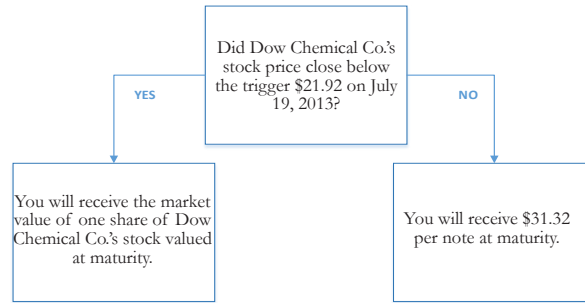 Did Dow Chemical Co.'s
stock price close below
the trigger $21.92 on July
19, 2013?
YES
NO
You will receive the market
value of one share of Dow
Chemical Co.'s stock valued
at maturity.
You will receive $31.32
per note at maturity.